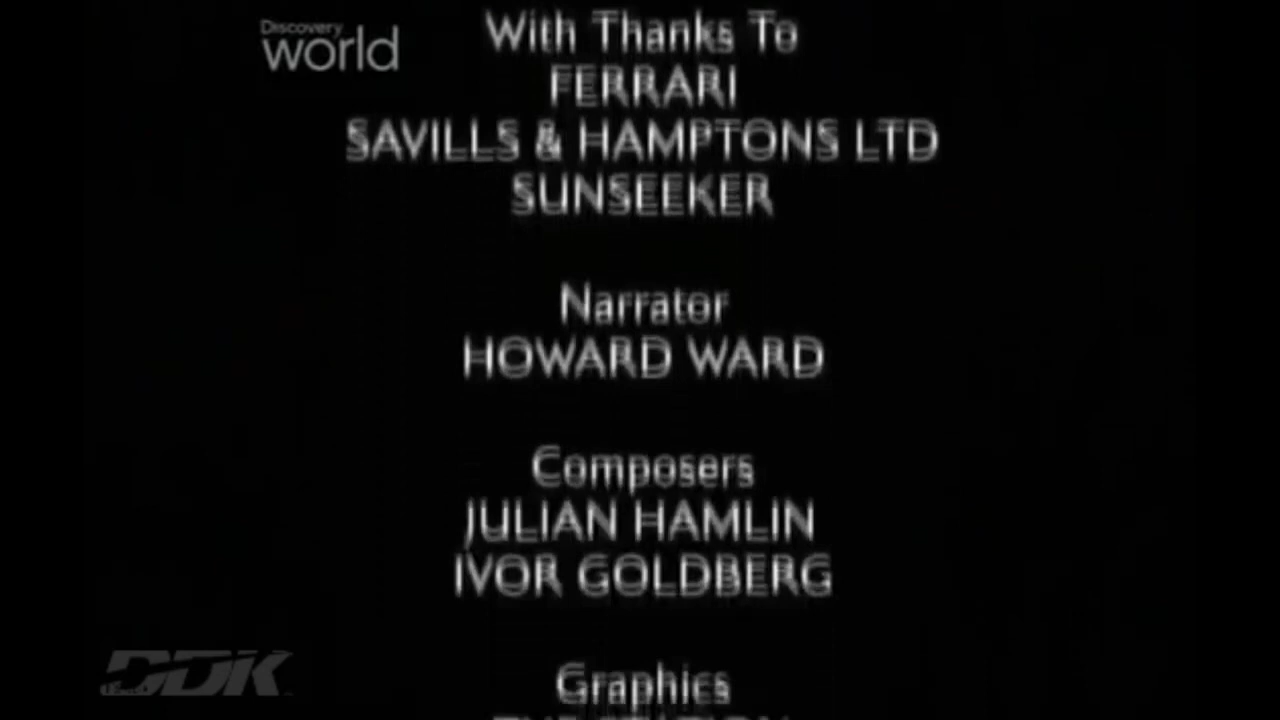 Discovery
world
With Thanks To
FERRARI
SAVILLS & HAMPTONS LTD
SUNSEEKER
Narrator
HOWARD WARD
Composers
JULIAN HAMLIN
IVOR GOLDBERG
Graphics
DDK